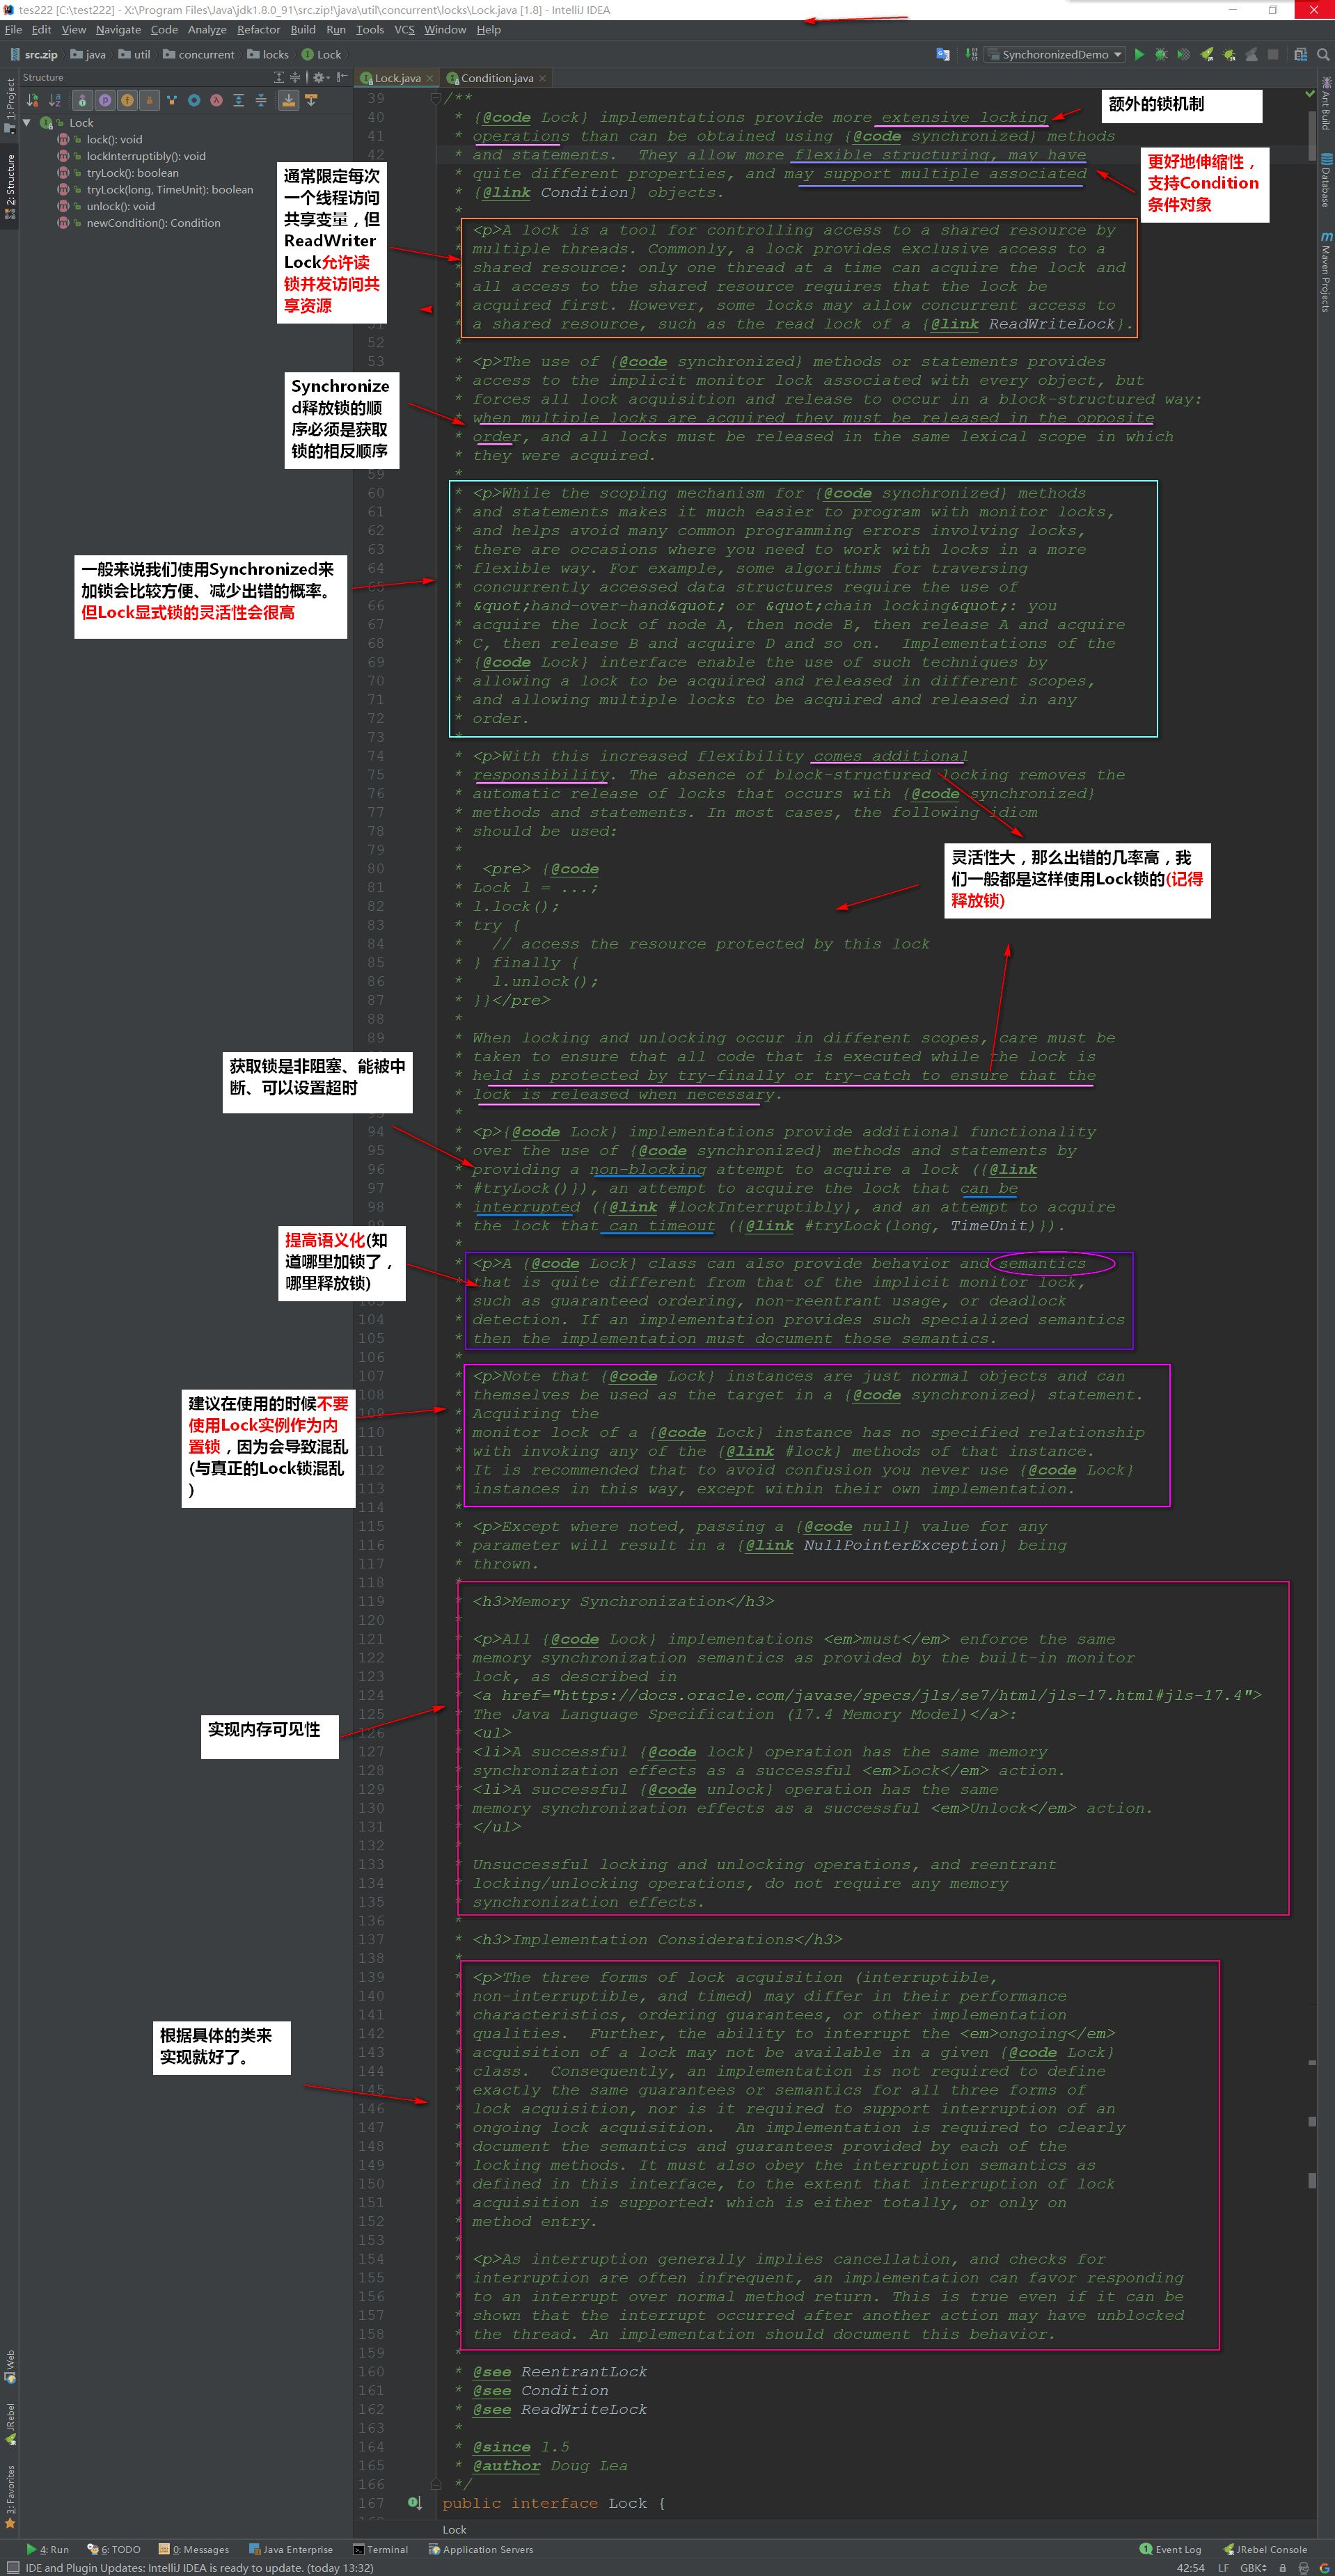 tes222 [C:\test222] - X:\Program Files\Java\jdk1.8.0_91\src.zip!\java\util\concurrent\locks\Lock.java [1.8] - IntelliJ IDEA
File Edit View Navigate Code Analyze Refactor Build Run Tools VCS Window Help
src.zip java util concurrent locks Lock
SynchoronizedDemo
Structure
Lock.java
Condition.java
1: Project
2: Structure
Lock
lock(): void
lockInterruptibly(): void
tryLock(): boolean
tryLock(long, TimeUnit): boolean
unlock(): void
newCondition(): Condition
Ant Build
Database
Maven Projects
额外的锁机制
更好地伸缩性，
支持Condition
条件对象
通常限定每次
一个线程访问
共享变量，但
ReadWriter
Lock允许读
锁并发访问共
享资源
Synchronize
d释放锁的顺
序必须是获取
锁的相反顺序
一般来说我们使用Synchronized来
加锁会比较方便、减少出错的概率。
但Lock显式锁的灵活性会很高
灵活性大，那么出错的几率高，我
们一般都是这样使用Lock锁的(记得
释放锁)
获取锁是非阻塞、能被中
断、可以设置超时
提高语义化(知
道哪里加锁了，
哪里释放锁)
建议在使用的时候不要
使用Lock实例作为内
置锁，因为会导致混乱
(与真正的Lock锁混乱
)
实现内存可见性
根据具体的类来
实现就好了。
39 /**
40 * {@code Lock} implementations provide more extensive locking
41 * operations than can be obtained using {@code synchronized} methods
42 * and statements.  They allow more flexible structuring, may have
* quite different properties, and may support multiple associated
* {@link Condition} objects.
*
* <p>A lock is a tool for controlling access to a shared resource by
* multiple threads. Commonly, a lock provides exclusive access to a
* shared resource: only one thread at a time can acquire the lock and
* all access to the shared resource requires that the lock be
* acquired first. However, some locks may allow concurrent access to
51 * a shared resource, such as the read lock of a {@link ReadWriteLock}.
52 *
53 * <p>The use of {@code synchronized} methods or statements provides
* access to the implicit monitor lock associated with every object, but
* forces all lock acquisition and release to occur in a block-structured way:
* when multiple locks are acquired they must be released in the opposite
* order, and all locks must be released in the same lexical scope in which
* they were acquired.
59 *
60 * <p>While the scoping mechanism for {@code synchronized} methods
61 * and statements makes it much easier to program with monitor locks,
62 * and helps avoid many common programming errors involving locks,
63 * there are occasions where you need to work with locks in a more
64 * flexible way. For example, some algorithms for traversing
65 * concurrently accessed data structures require the use of
66 * &quot;hand-over-hand&quot; or &quot;chain locking&quot;: you
67 * acquire the lock of node A, then node B, then release A and acquire
68 * C, then release B and acquire D and so on.  Implementations of the
69 * {@code Lock} interface enable the use of such techniques by
70 * allowing a lock to be acquired and released in different scopes,
71 * and allowing multiple locks to be acquired and released in any
72 * order.
73 *
74 * <p>With this increased flexibility comes additional
75 * responsibility. The absence of block-structured locking removes the
76 * automatic release of locks that occurs with {@code synchronized}
77 * methods and statements. In most cases, the following idiom
78 * should be used:
79 *
80 *  <pre> {@code
81 * Lock l = ...;
82 * l.lock();
83 * try {
84 *   // access the resource protected by this lock
85 * } finally {
86 *   l.unlock();
87 * }}</pre>
88 *
89 * When locking and unlocking occur in different scopes, care must be
90 * taken to ensure that all code that is executed while the lock is
* held is protected by try-finally or try-catch to ensure that the
* lock is released when necessary.
93 *
94 * <p>{@code Lock} implementations provide additional functionality
95 * over the use of {@code synchronized} methods and statements by
96 * providing a non-blocking attempt to acquire a lock ({@link
97 * #tryLock()}), an attempt to acquire the lock that can be
98 * interrupted ({@link #lockInterruptibly}, and an attempt to acquire
99 * the lock that can timeout ({@link #tryLock(long, TimeUnit)}).
*
* <p>A {@code Lock} class can also provide behavior and semantics
* that is quite different from that of the implicit monitor lock,
103 * such as guaranteed ordering, non-reentrant usage, or deadlock
104 * detection. If an implementation provides such specialized semantics
105 * then the implementation must document those semantics.
106 *
107 * <p>Note that {@code Lock} instances are just normal objects and can
108 * themselves be used as the target in a {@code synchronized} statement.
109 * Acquiring the
110 * monitor lock of a {@code Lock} instance has no specified relationship
111 * with invoking any of the {@link #lock} methods of that instance.
112 * It is recommended that to avoid confusion you never use {@code Lock}
113 * instances in this way, except within their own implementation.
114 *
115 * <p>Except where noted, passing a {@code null} value for any
116 * parameter will result in a {@link NullPointerException} being
117 * thrown.
118 *
119 * <h3>Memory Synchronization</h3>
120 *
121 * <p>All {@code Lock} implementations <em>must</em> enforce the same
122 * memory synchronization semantics as provided by the built-in monitor
123 * lock, as described in
124 * <a href="https://docs.oracle.com/javase/specs/jls/se7/html/jls-17.html#jls-17.4">
125 * The Java Language Specification (17.4 Memory Model)</a>:
126 * <ul>
127 * <li>A successful {@code lock} operation has the same memory
128 * synchronization effects as a successful <em>Lock</em> action.
129 * <li>A successful {@code unlock} operation has the same
130 * memory synchronization effects as a successful <em>Unlock</em> action.
131 * </ul>
132 *
133 * Unsuccessful locking and unlocking operations, and reentrant
134 * locking/unlocking operations, do not require any memory
135 * synchronization effects.
136 *
137 * <h3>Implementation Considerations</h3>
138 *
139 * <p>The three forms of lock acquisition (interruptible,
140 * non-interruptible, and timed) may differ in their performance
141 * characteristics, ordering guarantees, or other implementation
142 * qualities.  Further, the ability to interrupt the <em>ongoing</em>
143 * acquisition of a lock may not be available in a given {@code Lock}
144 * class.  Consequently, an implementation is not required to define
145 * exactly the same guarantees or semantics for all three forms of
146 * lock acquisition, nor is it required to support interruption of an
147 * ongoing lock acquisition.  An implementation is required to clearly
148 * document the semantics and guarantees provided by each of the
149 * locking methods. It must also obey the interruption semantics as
150 * defined in this interface, to the extent that interruption of lock
151 * acquisition is supported: which is either totally, or only on
152 * method entry.
153 *
154 * <p>As interruption generally implies cancellation, and checks for
155 * interruption are often infrequent, an implementation can favor responding
156 * to an interrupt over normal method return. This is true even if it can be
157 * shown that the interrupt occurred after another action may have unblocked
158 * the thread. An implementation should document this behavior.
159 *
160 * @see ReentrantLock
161 * @see Condition
162 * @see ReadWriteLock
163 *
164 * @since 1.5
165 * @author Doug Lea
166 */
167 public interface Lock {
Lock
Web
JRebel
3: Favorites
4: Run 6: TODO 0: Messages Java Enterprise Terminal Application Servers Event Log JRebel Console
IDE and Plugin Updates: IntelliJ IDEA is ready to update. (today 13:32) 42:54 LF GBK